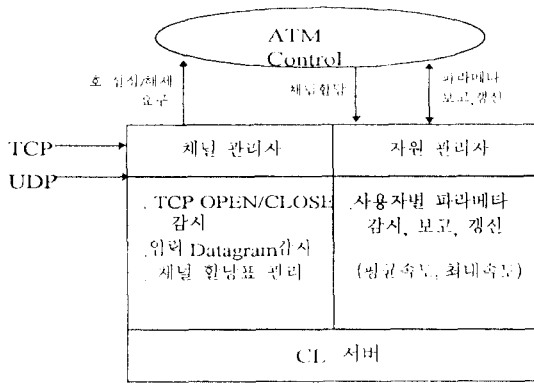 ATM
Control
호 설정/해제
요구
채널할당
파라메타
보고,갱신
TCP
UDP
채널 관리사
자원 관리사
. TCP OPEN/CLOSE
감시
.입력 Datagram감시
채널 할당표 관리
.사용자별 파라메타
감시, 보고, 갱신
(평균속도, 최대속도)
CL 서버